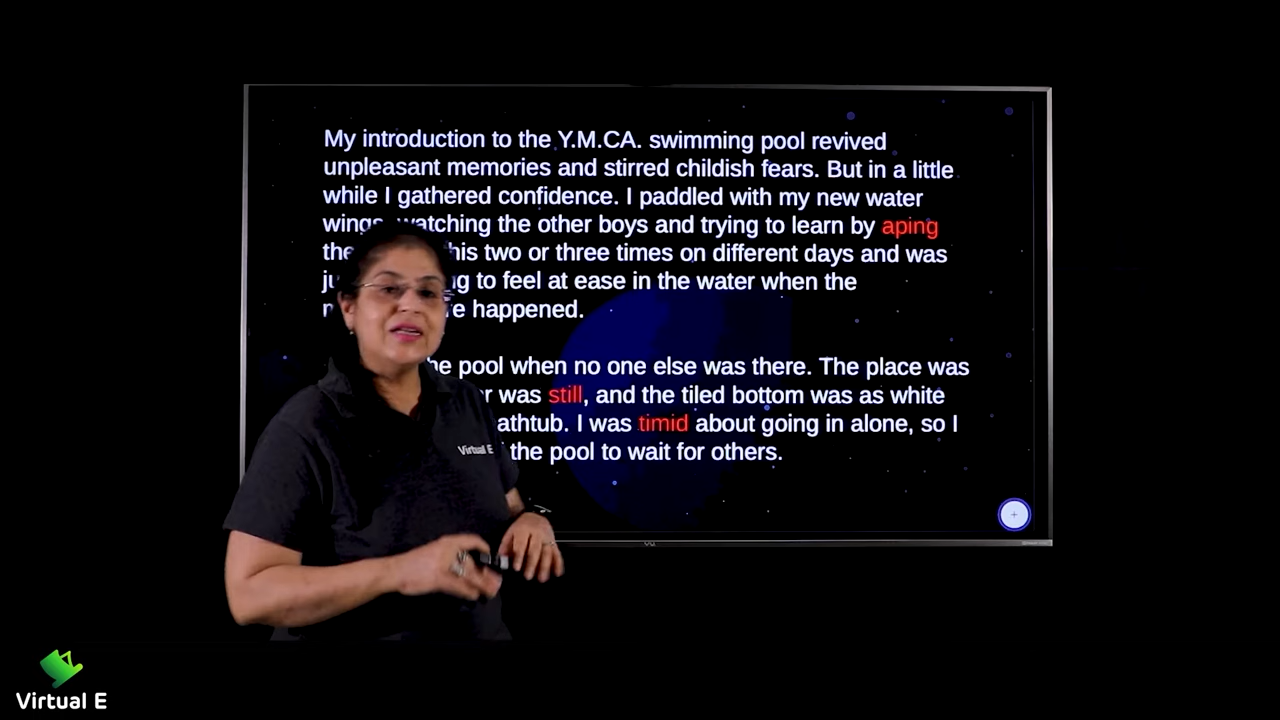 My introduction to the Y.M.CA. swimming pool revived
unpleasant memories and stirred childish fears. But in a little
while I gathered confidence. I paddled with my new water
wings, watching the other boys and trying to learn by aping
his two or three times on different days and was
to feel at ease in the water when the
happened.
pool when no one else was there. The place was
was still, and the tiled bottom was as white
athtub. I was timid about going in alone, so I
the pool to wait for others.
Virtual E
Virtual E